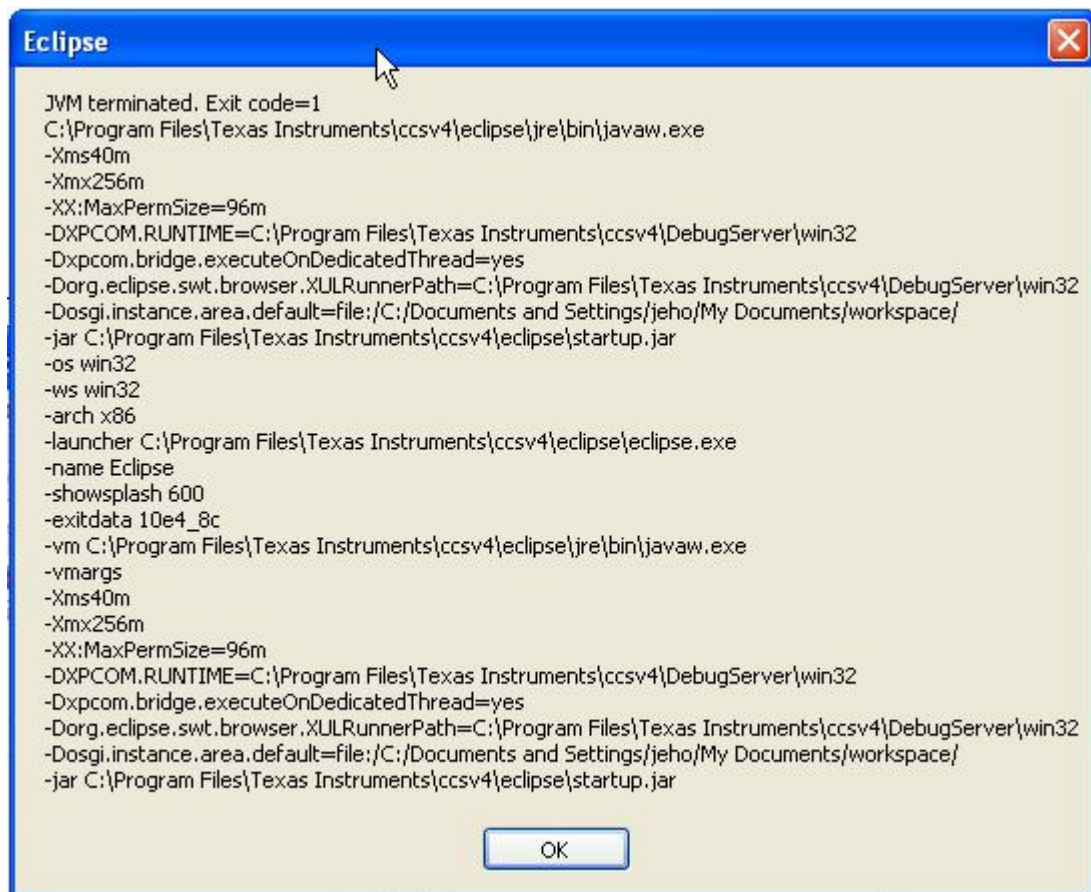 Eclipse
JVM terminated. Exit code=1
C:\Program Files\Texas Instruments\ccsv4\eclipse\jre\bin\javaw.exe
-Xms40m
-Xmx256m
-XX:MaxPermSize=96m
-DXPCOM.RUNTIME=C:\Program Files\Texas Instruments\ccsv4\DebugServer\win32
-Dxpcom.bridge.executeOnDedicatedThread=yes
-Dorg.eclipse.swt.browser.XULRunnerPath=C:\Program Files\Texas Instruments\ccsv4\DebugServer\win32
-Dosgi.instance.area.default=file:/C:/Documents and Settings/jeho/My Documents/workspace/
-jar C:\Program Files\Texas Instruments\ccsv4\eclipse\startup.jar
-os win32
-ws win32
-arch x86
-launcher C:\Program Files\Texas Instruments\ccsv4\eclipse\eclipse.exe
-name Eclipse
-showsplash 600
-exitdata 10e4_8c
-vm C:\Program Files\Texas Instruments\ccsv4\eclipse\jre\bin\javaw.exe
-vmargs
-Xms40m
-Xmx256m
-XX:MaxPermSize=96m
-DXPCOM.RUNTIME=C:\Program Files\Texas Instruments\ccsv4\DebugServer\win32
-Dxpcom.bridge.executeOnDedicatedThread=yes
-Dorg.eclipse.swt.browser.XULRunnerPath=C:\Program Files\Texas Instruments\ccsv4\DebugServer\win32
-Dosgi.instance.area.default=file:/C:/Documents and Settings/jeho/My Documents/workspace/
-jar C:\Program Files\Texas Instruments\ccsv4\eclipse\startup.jar
OK